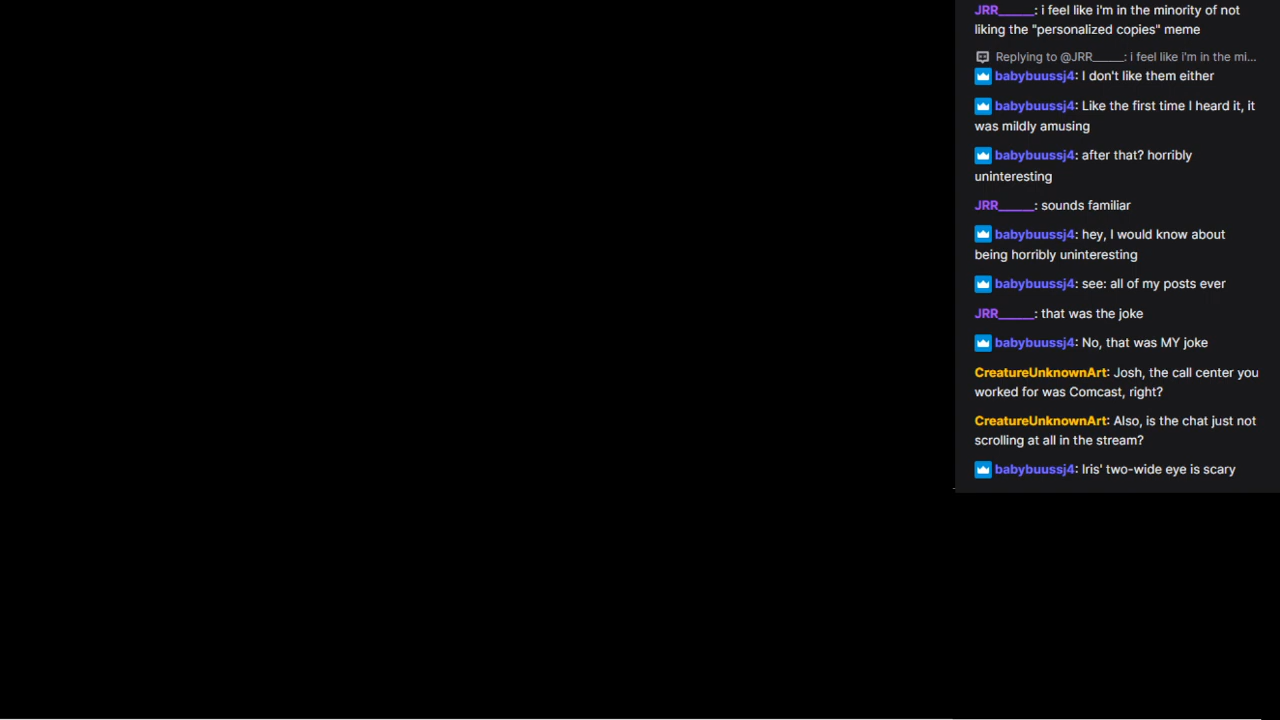 JRR_____: i feel like i'm in the minority of not
liking the "personalized copies" meme
Replying to @JRR_____: i feel like i'm in the mi...
babybuussj4: I don't like them either
babybuussj4: Like the first time I heard it, it
was mildly amusing
babybuussj4: after that? horribly
uninteresting
JRR_____: sounds familiar
babybuussj4: hey, I would know about
being horribly uninteresting
babybuussj4: see: all of my posts ever
JRR_____: that was the joke
babybuussj4: No, that was MY joke
CreatureUnknownArt: Josh, the call center you
worked for was Comcast, right?
CreatureUnknownArt: Also, is the chat just not
scrolling at all in the stream?
babybuussj4: Iris' two-wide eye is scary